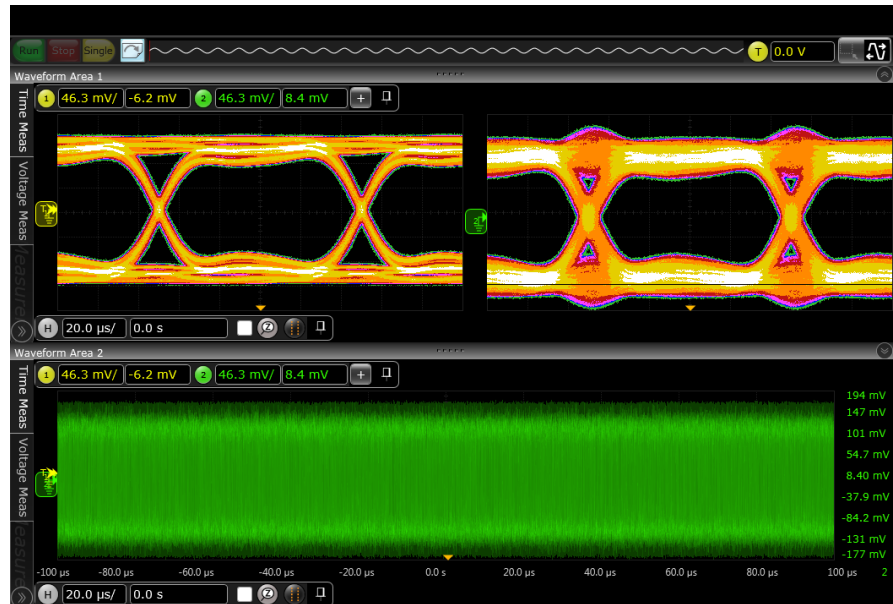 Run Stop Single T 0.0 V
Waveform Area 1
Time Meas
Voltage Meas
1 46.3 mV/ -6.2 mV 2 46.3 mV/ 8.4 mV +
T
H 20.0 µs/ 0.0 s Z
Waveform Area 2
Time Meas
Voltage Meas
1 46.3 mV/ -6.2 mV 2 46.3 mV/ 8.4 mV +
194 mV
147 mV
101 mV
54.7 mV
T
8.40 mV
-37.9 mV
-84.2 mV
-131 mV
-177 mV
-100 µs -80.0 µs -60.0 µs -40.0 µs -20.0 µs 0.0 s 20.0 µs 40.0 µs 60.0 µs 80.0 µs 100 µs 2
H 20.0 µs/ 0.0 s Z